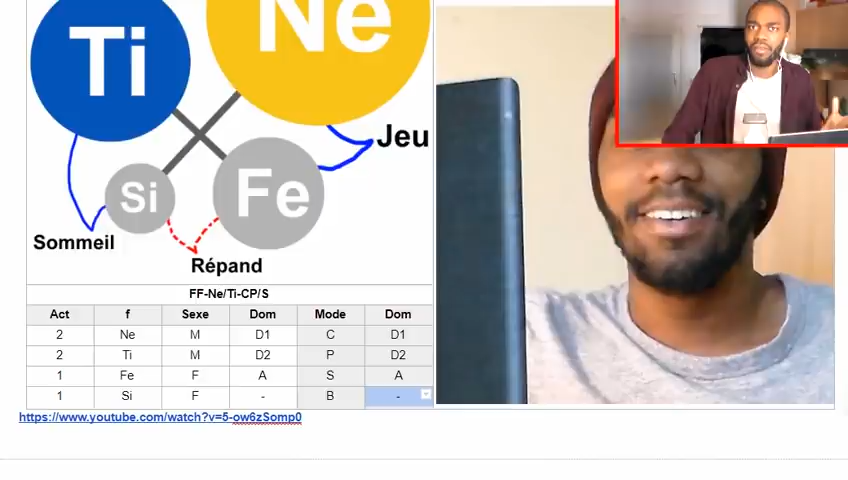 Ti
Ne
Si
Fe
Jeu
Sommeil
Répand
FF-Ne/Ti-CP/S
Act f Sexe Dom Mode Dom
2 Ne M D1 C D1
2 Ti M D2 P D2
1 Fe F A S A
1 Si F - B -
https://www.youtube.com/watch?v=5-ow6zSomp0